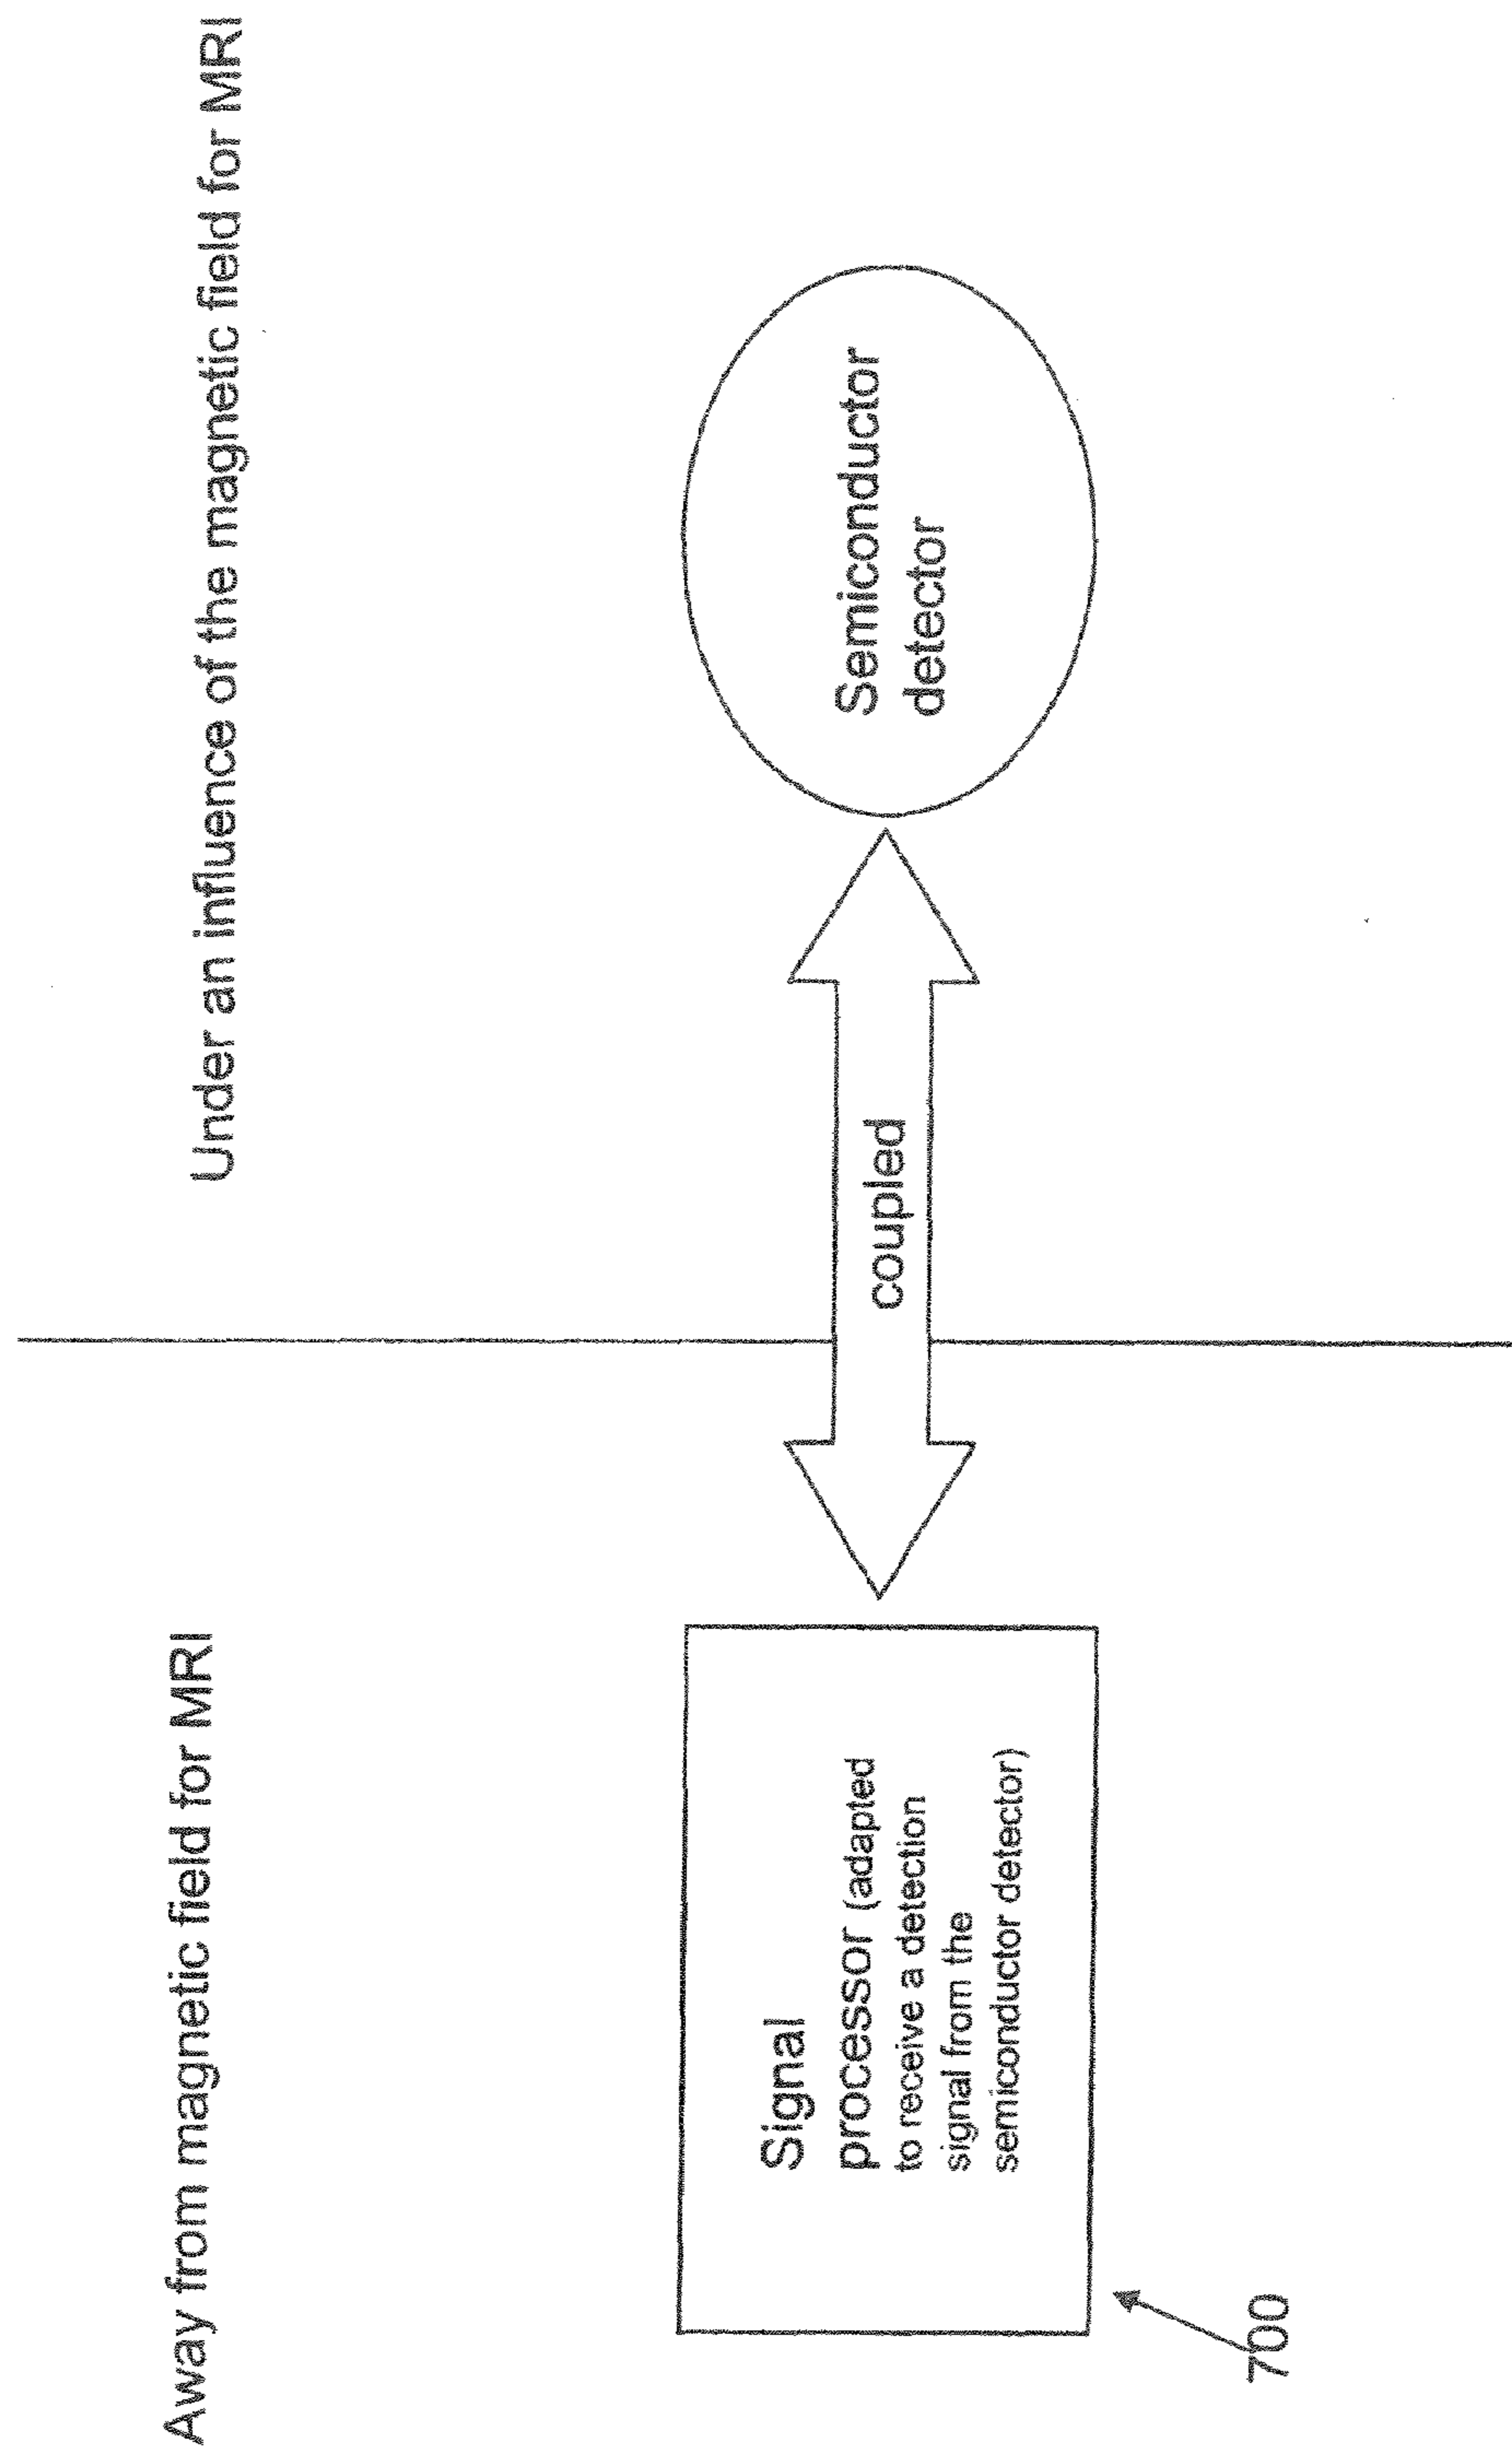 Away from magnetic field for MRI
Under an influence of the magnetic field for MRI
Signal
processor (adapted
to receive a detection
signal from the
semiconductor detector)
coupled
Semiconductor
detector
700